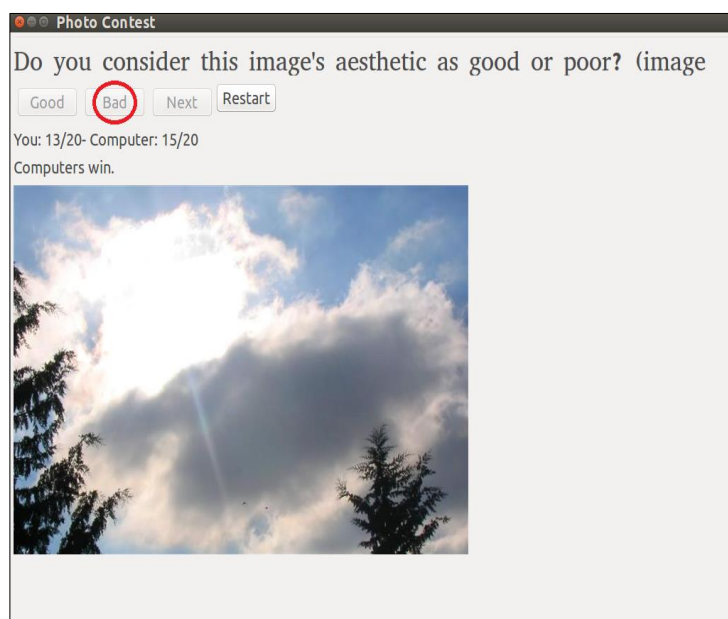 Photo Contest
Do you consider this image's aesthetic as good or poor? (image
Good Bad Next Restart
You: 13/20- Computer: 15/20
Computers win.